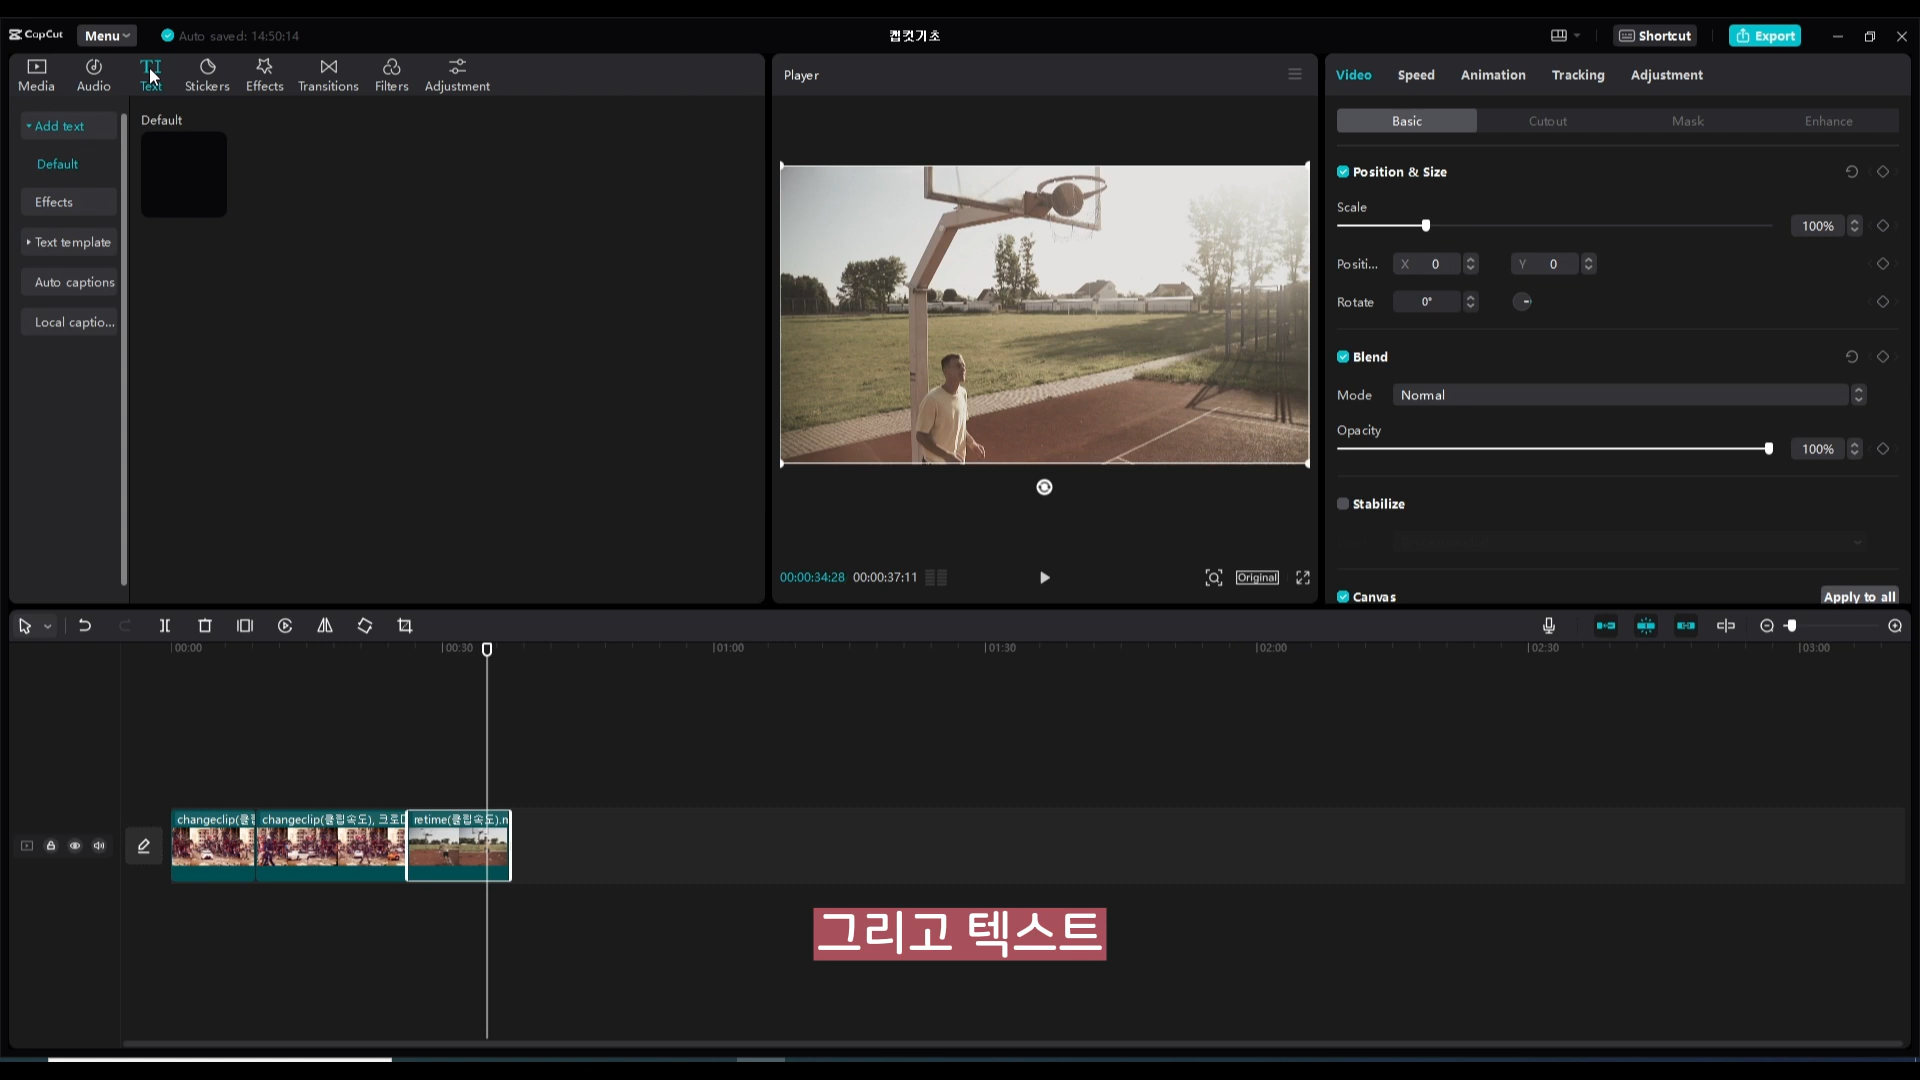 CapCut
Menu
Auto saved: 14:50:14
캡컷기초
Shortcut
Export
Media
Audio
Text
Stickers
Effects
Transitions
Filters
Adjustment
Add text
Default
Effects
Text template
Auto captions
Local captio...
Default
Player
00:00:34:28
00:00:37:11
Original
Video
Speed
Animation
Tracking
Adjustment
Basic
Cutout
Mask
Enhance
Position & Size
Scale
100%
Positi...
X 0
Y 0
Rotate
0°
Blend
Mode
Normal
Opacity
100%
Stabilize
Canvas
Apply to all
00:00
00:30
01:00
01:30
02:00
02:30
03:00
changeclip(클립
changeclip(클립속도), 크로마
retime(클립속도).m
그리고 텍스트